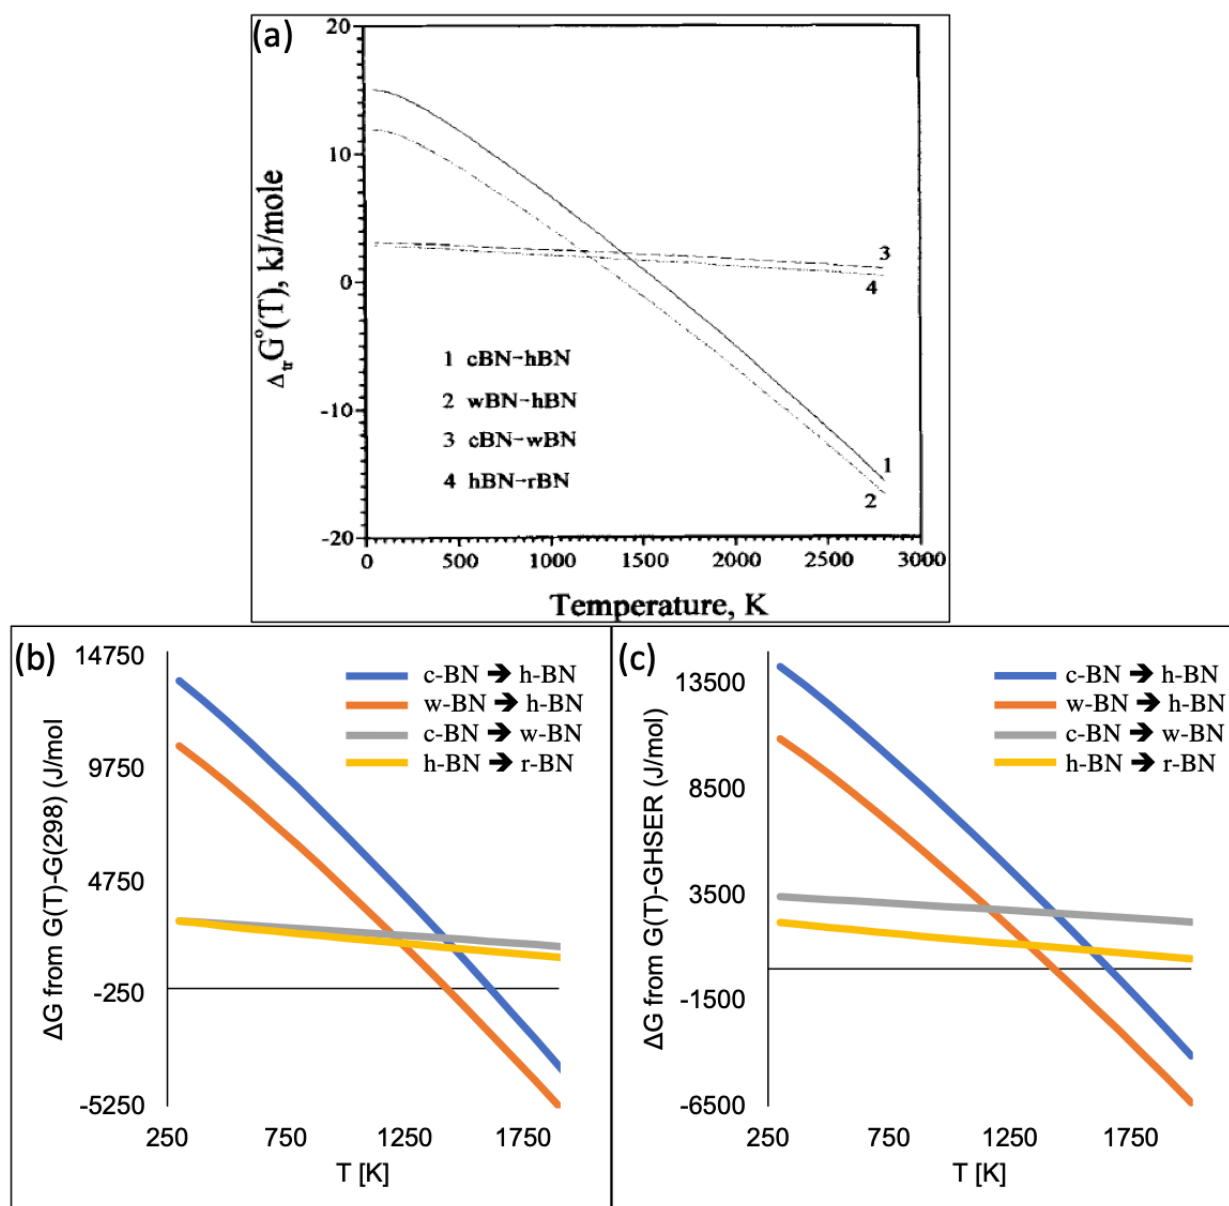 (a)
20
10
0
-10
-20
Δ_tr G°(T), kJ/mole
3
4
1 cBN→hBN
2 wBN→hBN
3 cBN→wBN
4 hBN→rBN
1
2
0 500 1000 1500 2000 2500 3000
Temperature, K
(b)
14750
9750
4750
-250
-5250
ΔG from G(T)-G(298) (J/mol)
c-BN ➔ h-BN
w-BN ➔ h-BN
c-BN ➔ w-BN
h-BN ➔ r-BN
250 750 1250 1750
T [K]
(c)
13500
8500
3500
-1500
-6500
ΔG from G(T)-GHSER (J/mol)
c-BN ➔ h-BN
w-BN ➔ h-BN
c-BN ➔ w-BN
h-BN ➔ r-BN
250 750 1250 1750
T [K]